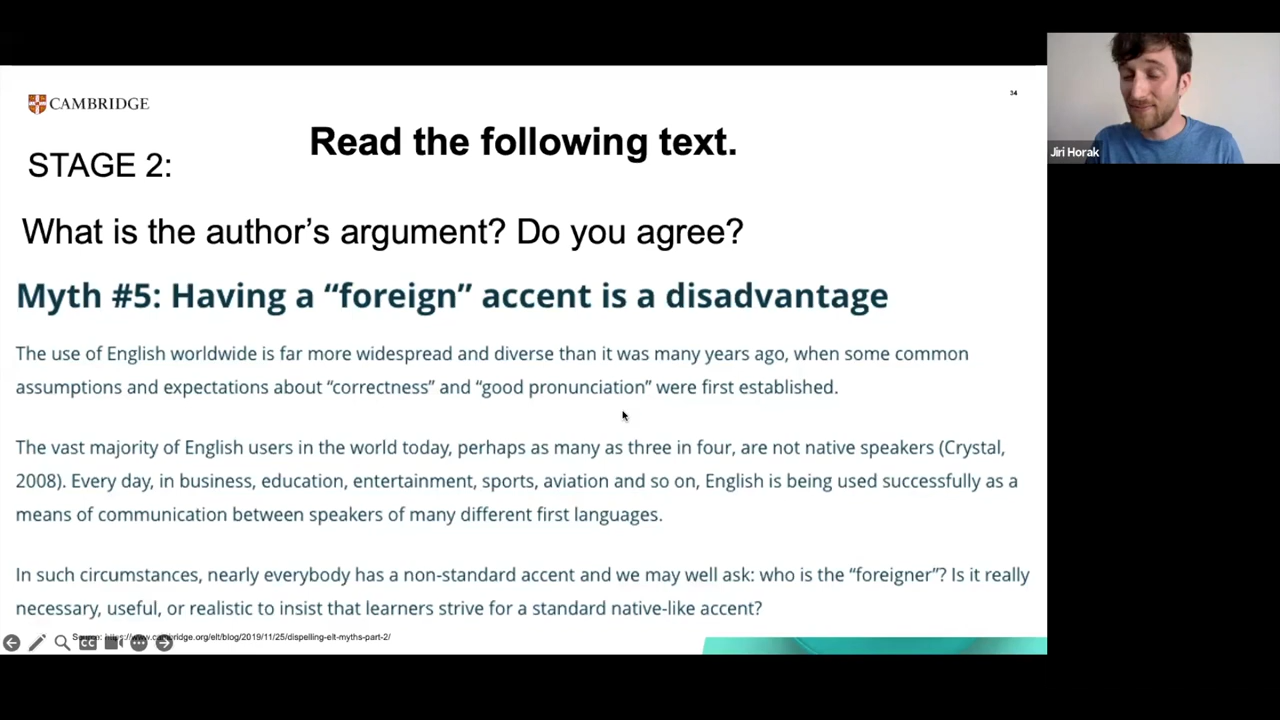 CAMBRIDGE
34
Read the following text.
STAGE 2:
What is the author's argument? Do you agree?
Myth #5: Having a “foreign” accent is a disadvantage
The use of English worldwide is far more widespread and diverse than it was many years ago, when some common
assumptions and expectations about “correctness” and “good pronunciation” were first established.
The vast majority of English users in the world today, perhaps as many as three in four, are not native speakers (Crystal,
2008). Every day, in business, education, entertainment, sports, aviation and so on, English is being used successfully as a
means of communication between speakers of many different first languages.
In such circumstances, nearly everybody has a non-standard accent and we may well ask: who is the “foreigner”? Is it really
necessary, useful, or realistic to insist that learners strive for a standard native-like accent?
Source: https://www.cambridge.org/elt/blog/2019/11/25/dispelling-elt-myths-part-2/
CC
Jiri Horak